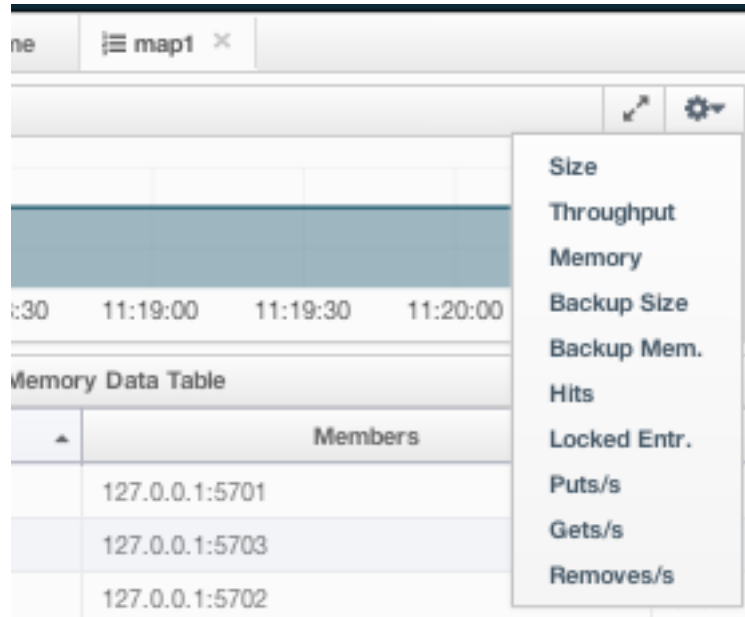 me
map1
Size
Throughput
Memory
Backup Size
Backup Mem.
Hits
Locked Entr.
Puts/s
Gets/s
Removes/s
:30 11:19:00 11:19:30 11:20:00
Memory Data Table
Members
127.0.0.1:5701
127.0.0.1:5703
127.0.0.1:5702